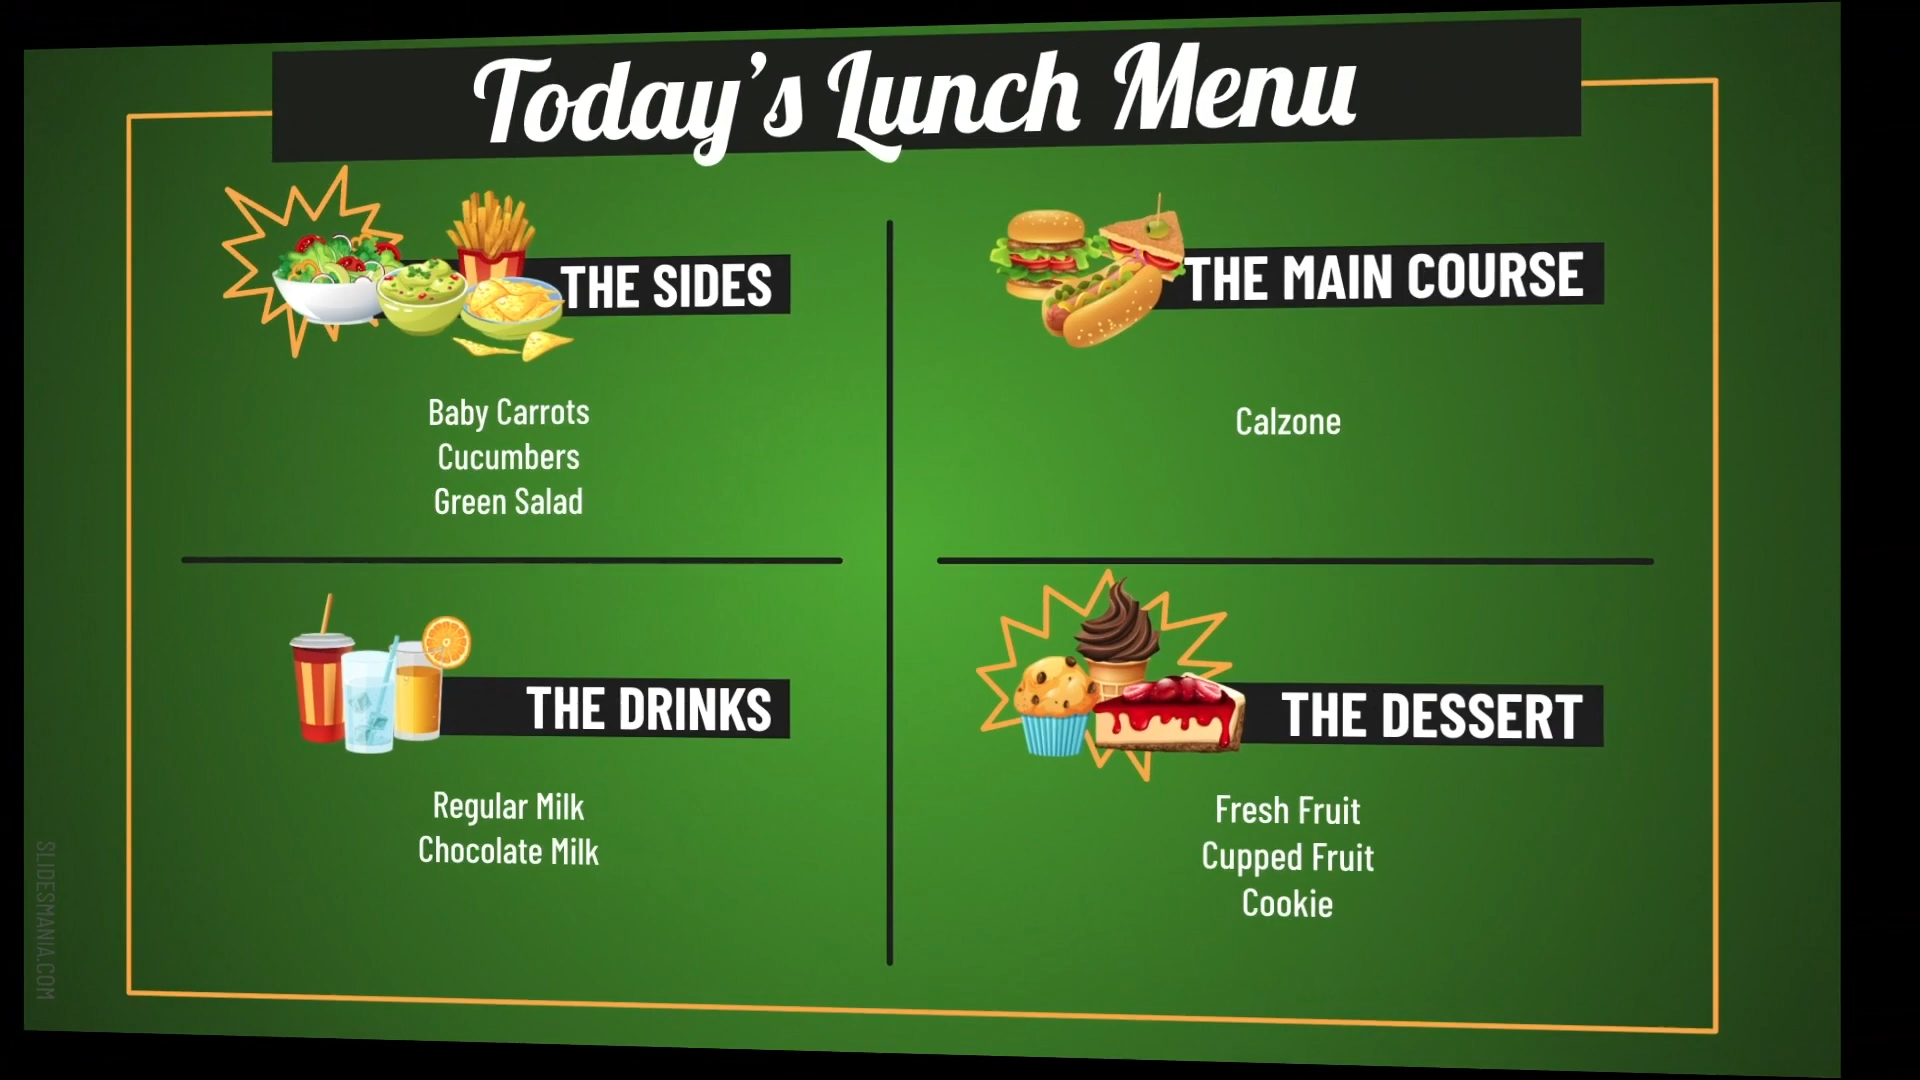 Today's Lunch Menu
THE SIDES
Baby Carrots
Cucumbers
Green Salad
THE MAIN COURSE
Calzone
THE DRINKS
Regular Milk
Chocolate Milk
THE DESSERT
Fresh Fruit
Cupped Fruit
Cookie
SLIDESMANIA.COM